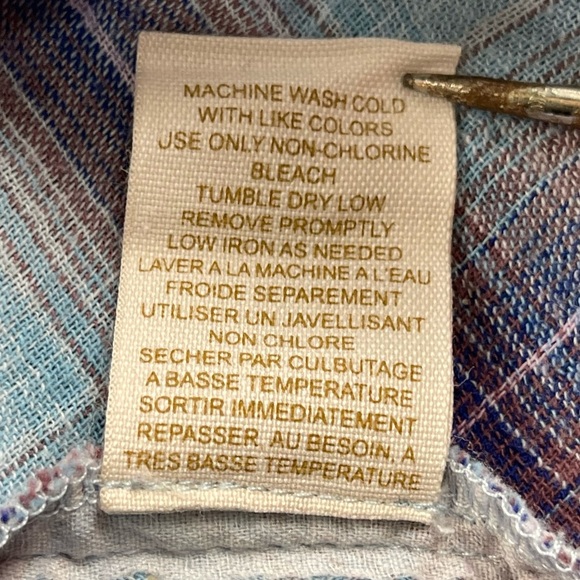 MACHINE WASH COLD
WITH LIKE COLORS
USE ONLY NON-CHLORINE
BLEACH
TUMBLE DRY LOW
REMOVE PROMPTLY
LOW IRON AS NEEDED
LAVER A LA MACHINE A L'EAU
FROIDE SEPAREMENT
UTILISER UN JAVELLISANT
NON CHLORE
SECHER PAR CULBUTAGE
A BASSE TEMPERATURE
SORTIR IMMEDIATEMENT
REPASSER AU BESOIN, A
TRES BASSE TEMPERATURE